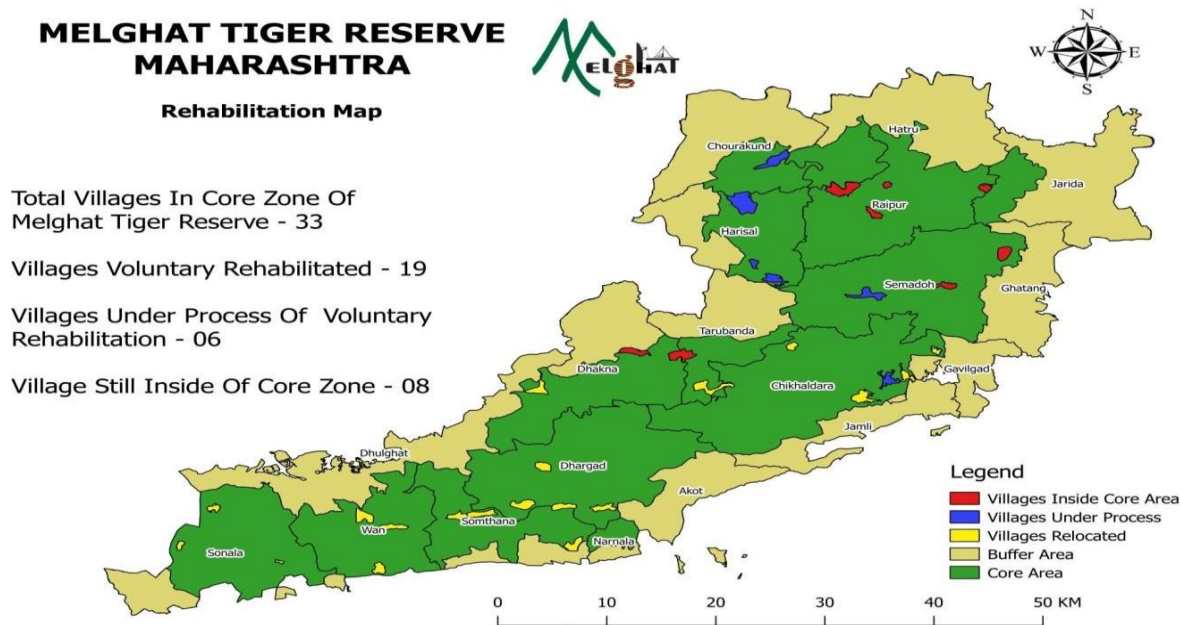 MELGHAT TIGER RESERVE
MAHARASHTRA
Rehabilitation Map
MELgHAT
N
W E
S
Total Villages In Core Zone Of
Melghat Tiger Reserve - 33
Villages Voluntary Rehabilitated - 19
Villages Under Process Of Voluntary
Rehabilitation - 06
Village Still Inside Of Core Zone - 08
Hatru
Chourakund
Jarida
Raipur
Harisal
Semadoh
Ghatang
Tarubanda
Dhakna
Chikhaldara
Gavilgad
Jamli
Dhulghat
Dhargad
Akot
Somthana
Wan
Narnala
Sonala
Legend
Villages Inside Core Area
Villages Under Process
Villages Relocated
Buffer Area
Core Area
0 10 20 30 40 50 KM